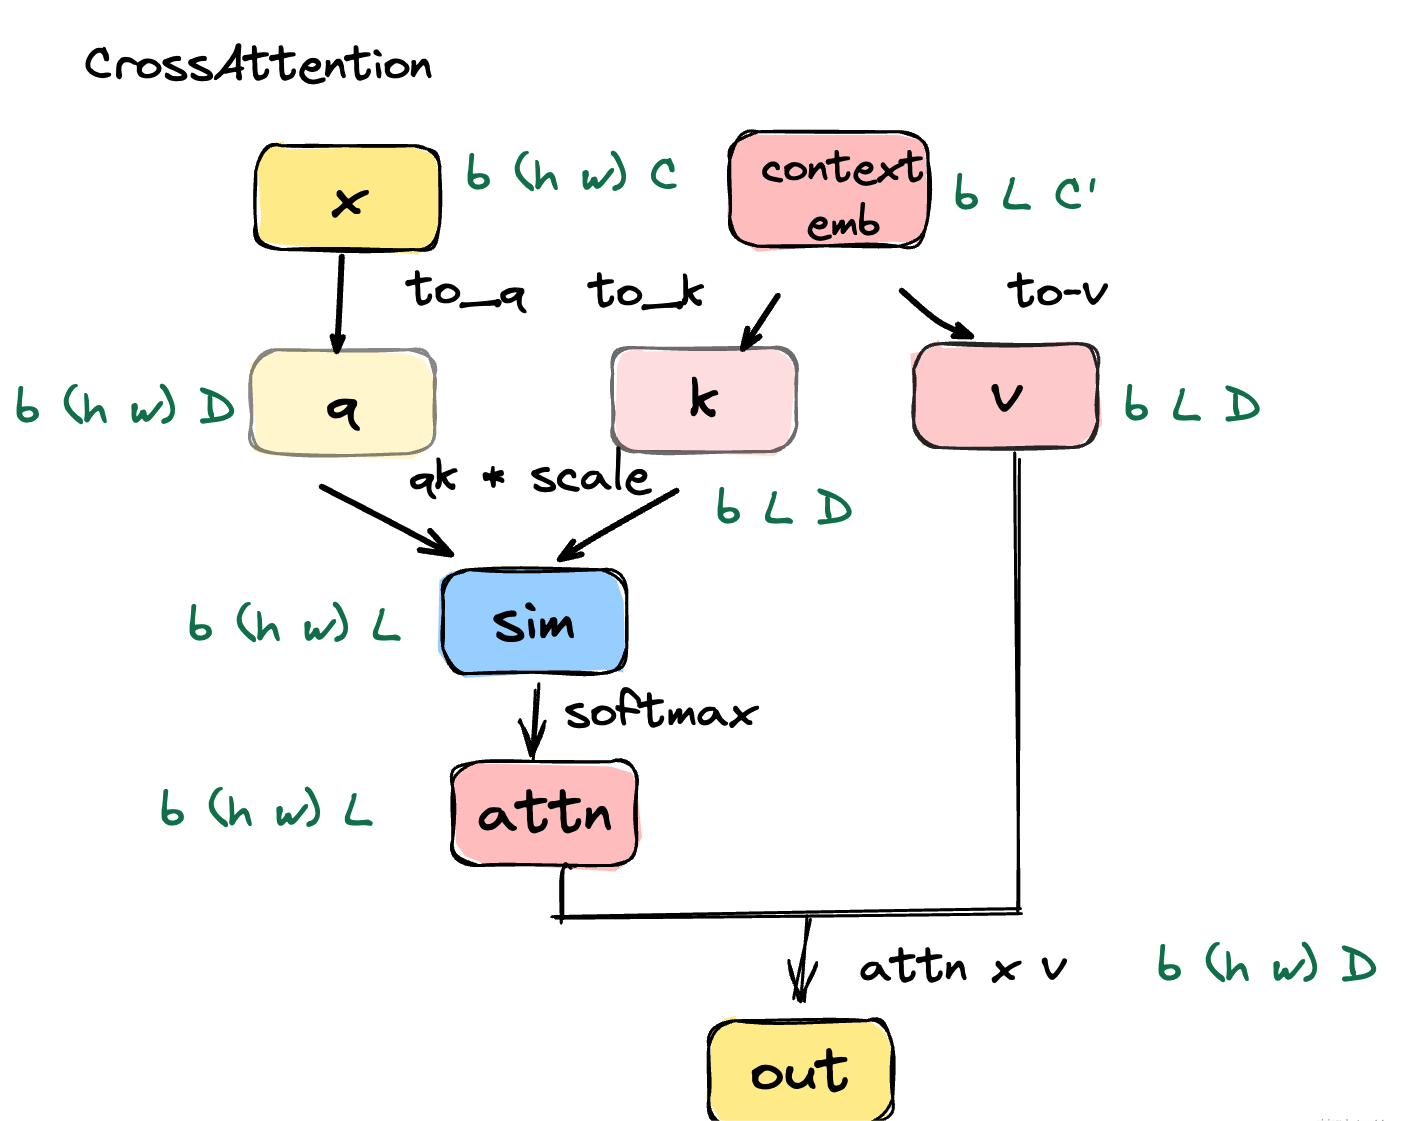 CrossAttention
x
b (h w) C
context
emb
b L C'
to_q
to_k
to-v
b (h w) D
q
k
v
b L D
qk * scale
b L D
b (h w) L
sim
softmax
b (h w) L
attn
attn x v
b (h w) D
out